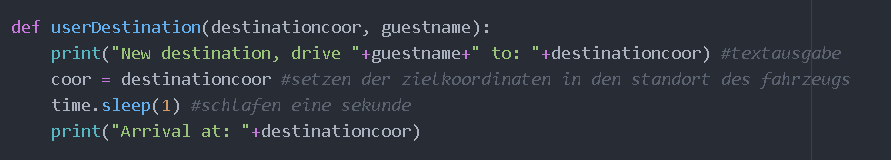 def userDestination(destinationcoor, guestname):
    print("New destination, drive "+guestname+" to: "+destinationcoor) #textausgabe
    coor = destinationcoor #setzen der zielkoordinaten in den standort des fahrzeugs
    time.sleep(1) #schlafen eine sekunde
    print("Arrival at: "+destinationcoor)